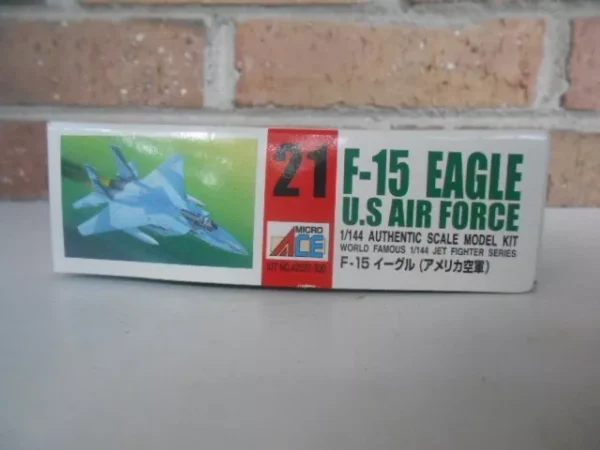 21
MICRO
ACE
F-15 EAGLE
U.S AIR FORCE
1/144 AUTHENTIC SCALE MODEL KIT
WORLD FAMOUS 1/144 JET FIGHTER SERIES
F-15 イーグル (アメリカ空軍)